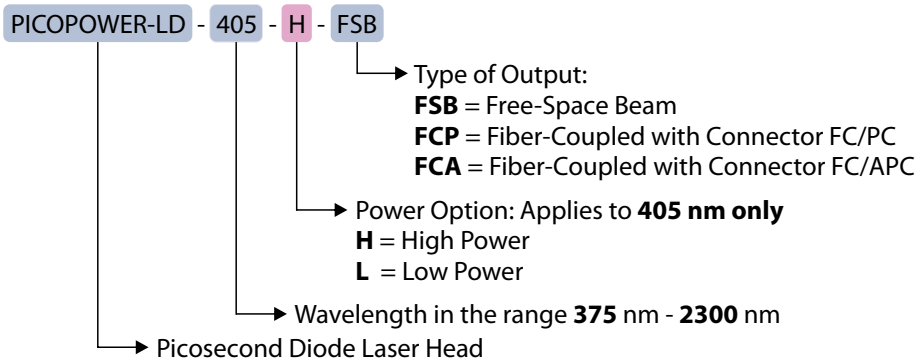 PICOPOWER-LD - 405 - H - FSB
Type of Output:
FSB = Free-Space Beam
FCP = Fiber-Coupled with Connector FC/PC
FCA = Fiber-Coupled with Connector FC/APC
Power Option: Applies to 405 nm only
H = High Power
L = Low Power
Wavelength in the range 375 nm - 2300 nm
Picosecond Diode Laser Head